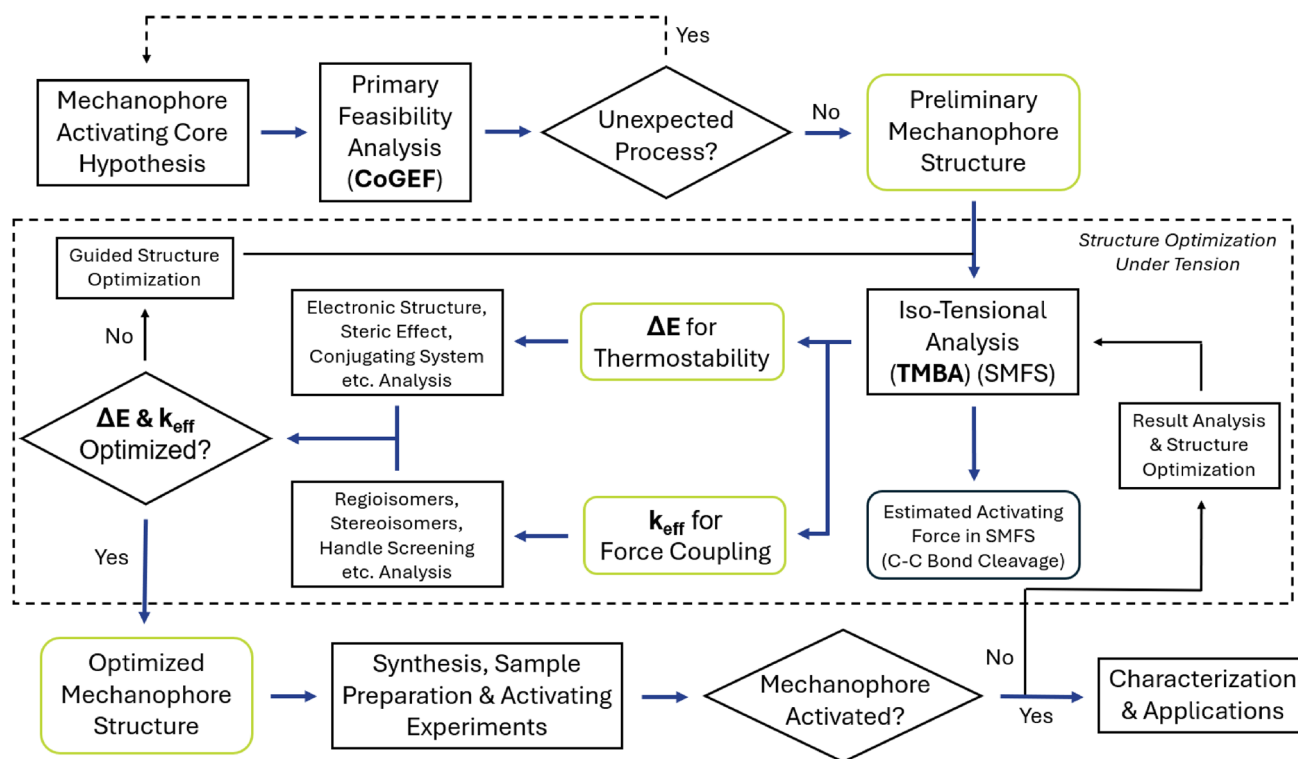 Yes
Mechanophore
Activating Core
Hypothesis
Primary
Feasibility
Analysis
(CoGEF)
Unexpected
Process?
No
Preliminary
Mechanophore
Structure
Structure Optimization
Under Tension
Guided Structure
Optimization
No
ΔE & keff
Optimized?
Yes
Electronic Structure,
Steric Effect,
Conjugating System
etc. Analysis
ΔE for
Thermostability
Iso-Tensional
Analysis
(TMBA) (SMFS)
Regioisomers,
Stereoisomers,
Handle Screening
etc. Analysis
keff for
Force Coupling
Estimated Activating
Force in SMFS
(C-C Bond Cleavage)
Result Analysis
& Structure
Optimization
Optimized
Mechanophore
Structure
Synthesis, Sample
Preparation & Activating
Experiments
Mechanophore
Activated?
No
Yes
Characterization
& Applications